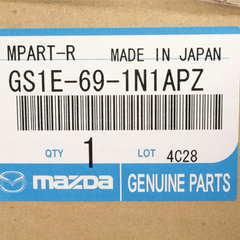 MPART-R MADE IN JAPAN
GS1E-69-1N1APZ
QTY 1 LOT 4C28
mazda GENUINE PARTS